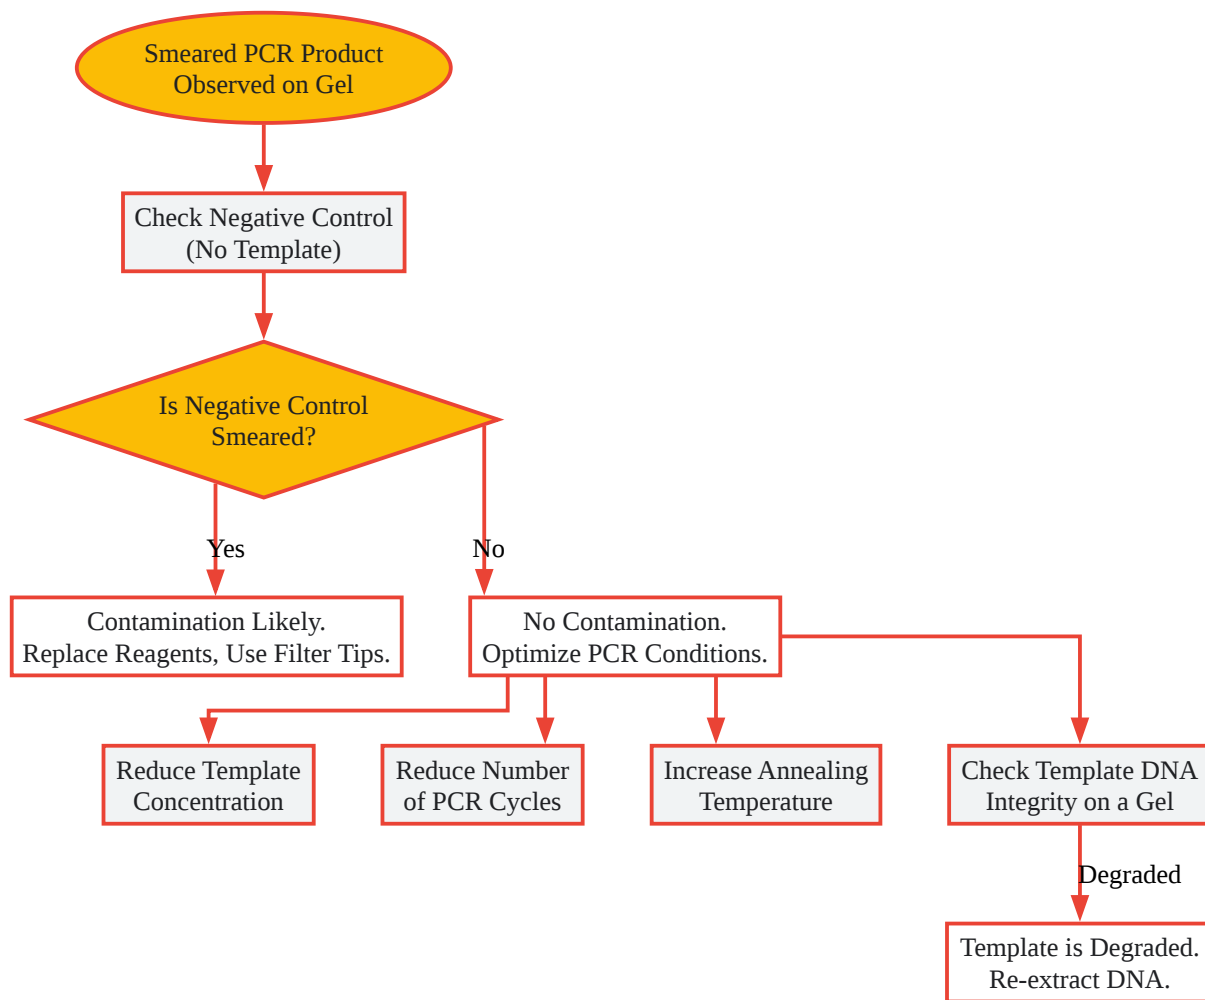 Smeared PCR Product
Observed on Gel
Check Negative Control
(No Template)
Is Negative Control
Smeared?
Yes
No
Contamination Likely.
Replace Reagents, Use Filter Tips.
No Contamination.
Optimize PCR Conditions.
Reduce Template
Concentration
Reduce Number
of PCR Cycles
Increase Annealing
Temperature
Check Template DNA
Integrity on a Gel
Degraded
Template is Degraded.
Re-extract DNA.